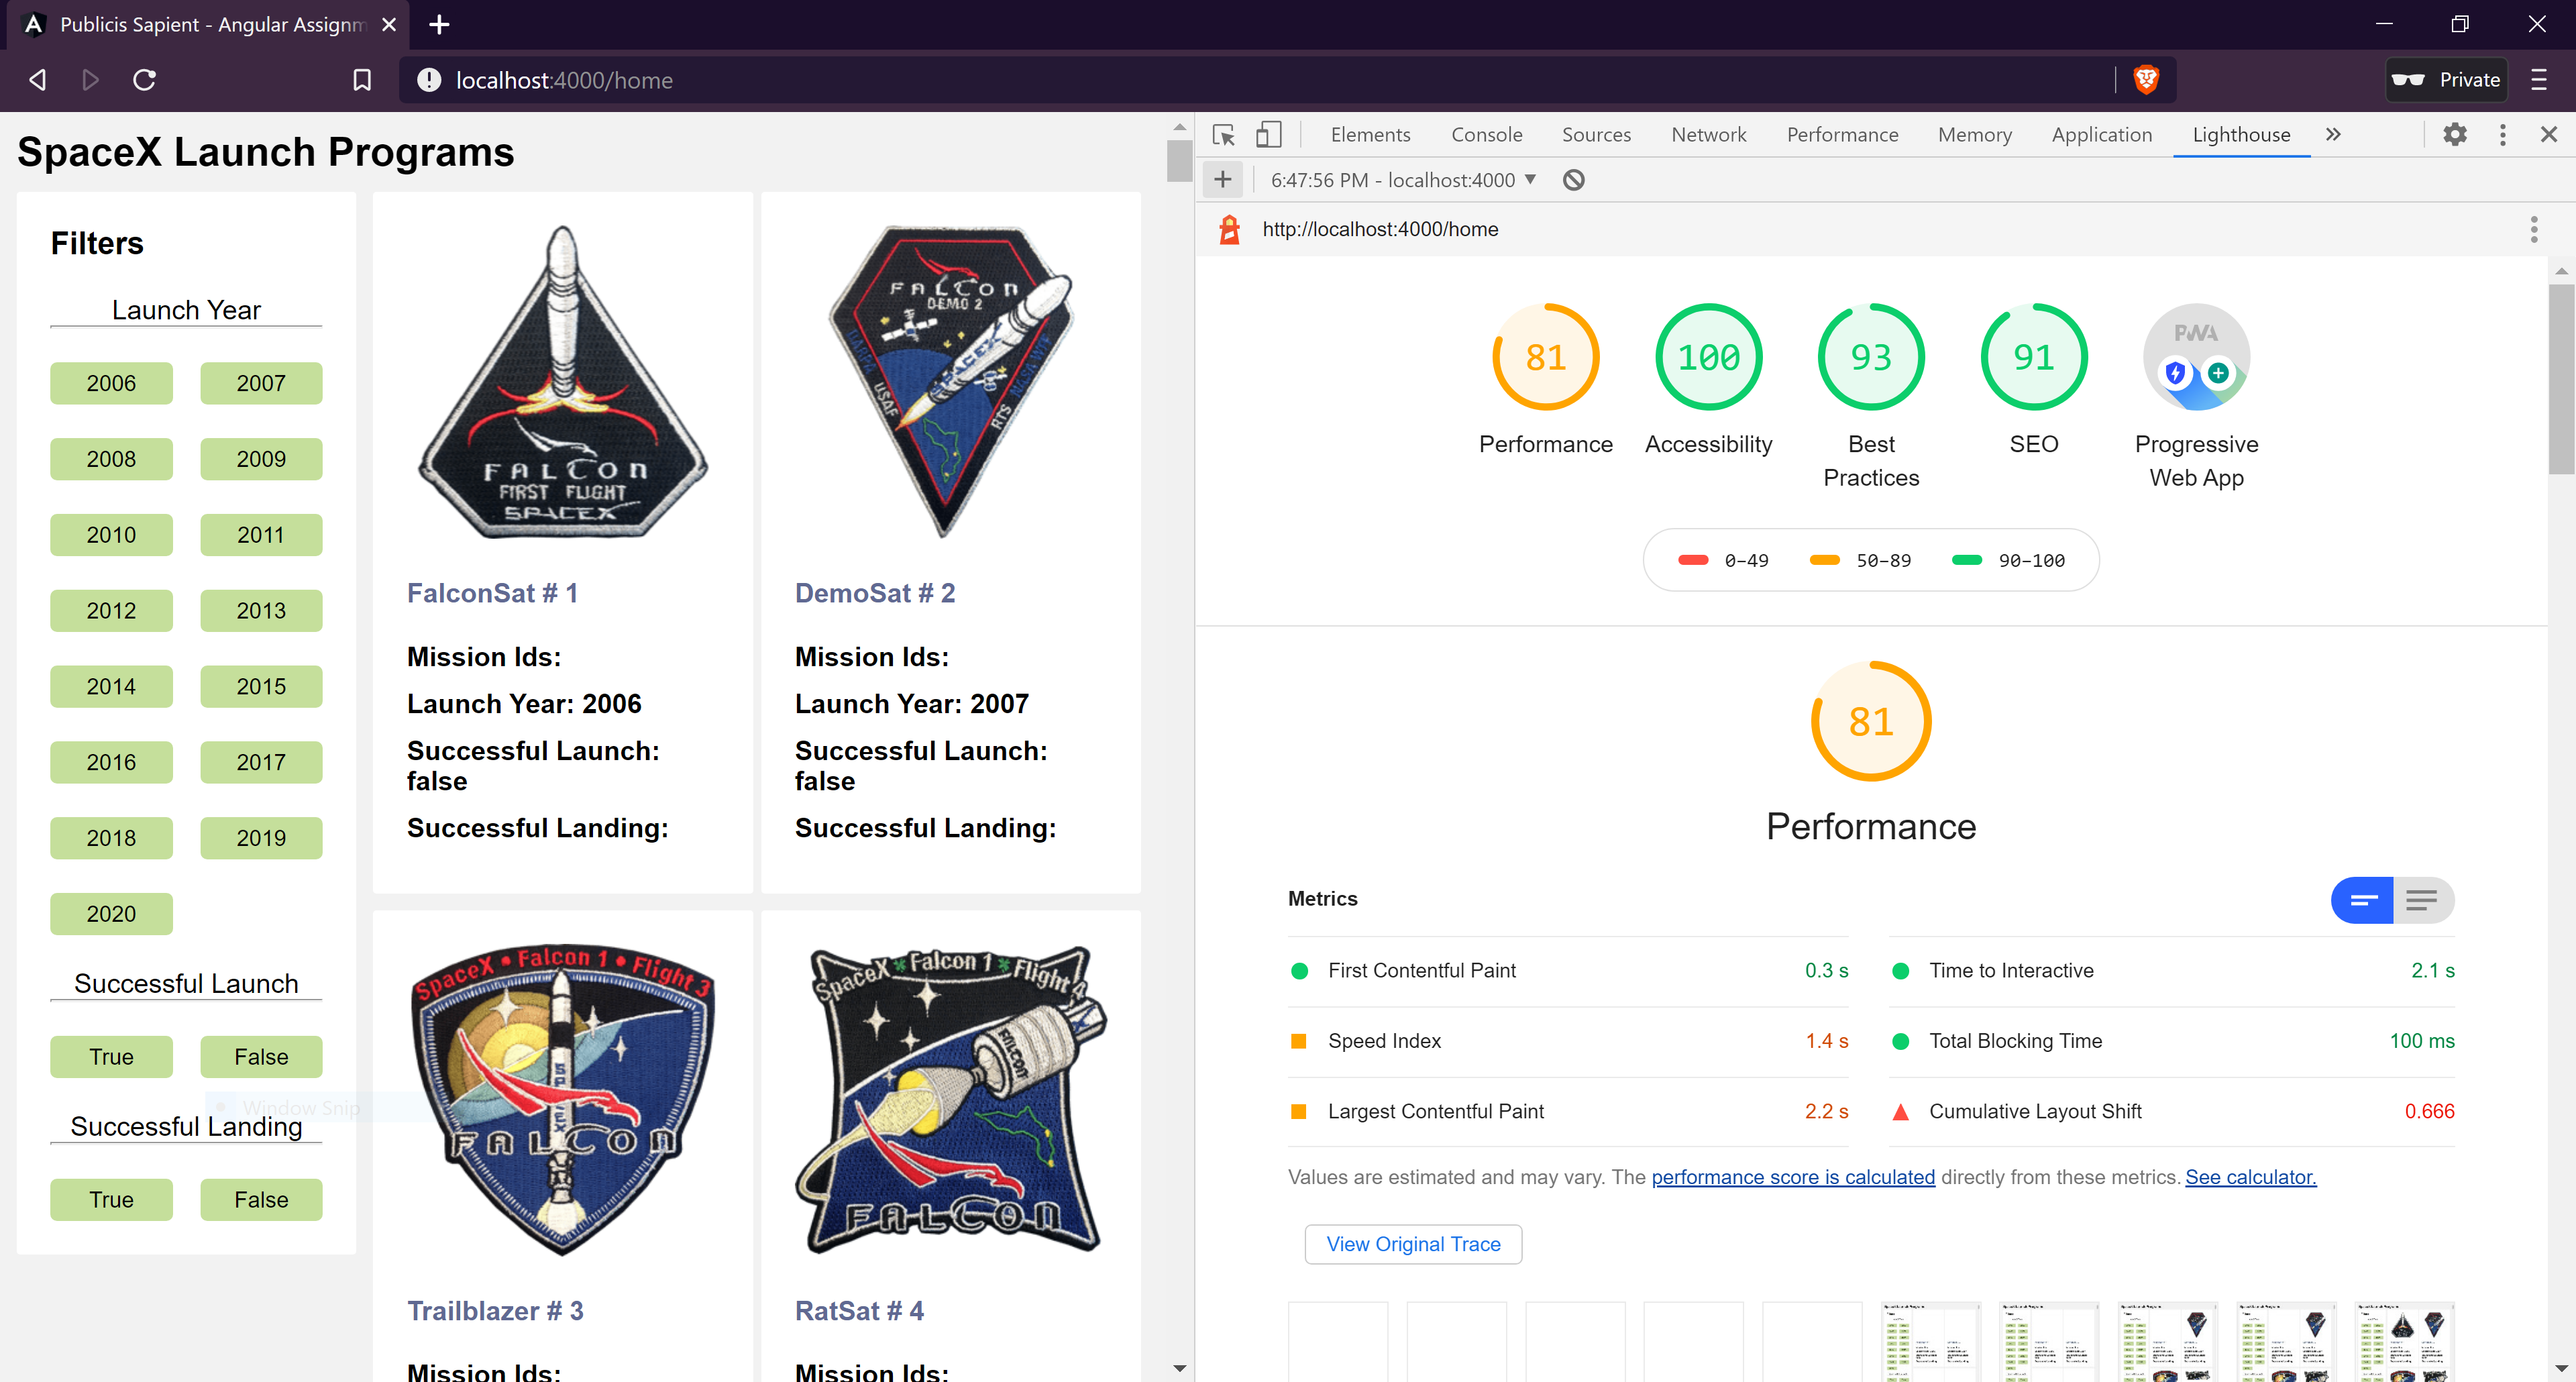 Publicis Sapient - Angular Assignm
localhost:4000/home
Private
SpaceX Launch Programs
Filters
Launch Year
2006 2007
2008 2009
2010 2011
2012 2013
2014 2015
2016 2017
2018 2019
2020
Successful Launch
True False
Window Snip
Successful Landing
True False
FALCON
FIRST FLIGHT
SPACEX
FalconSat # 1
Mission Ids:
Launch Year: 2006
Successful Launch:
false
Successful Landing:
FALCON
DEMO 2
USAF
SPACEX
RTS
DemoSat # 2
Mission Ids:
Launch Year: 2007
Successful Launch:
false
Successful Landing:
SpaceX • Falcon 1 • Flight 3
SPACEX
FALCON
Trailblazer # 3
Mission Ids:
SpaceX Falcon 1 Flight 4
FALCON
FALCON
RatSat # 4
Mission Ids:
Elements Console Sources Network Performance Memory Application Lighthouse
6:47:56 PM - localhost:4000
http://localhost:4000/home
81 100 93 91 PWA
Performance Accessibility Best Practices SEO Progressive Web App
0–49 50–89 90–100
81
Performance
Metrics
First Contentful Paint 0.3 s
Time to Interactive 2.1 s
Speed Index 1.4 s
Total Blocking Time 100 ms
Largest Contentful Paint 2.2 s
Cumulative Layout Shift 0.666
Values are estimated and may vary. The performance score is calculated directly from these metrics. See calculator.
View Original Trace